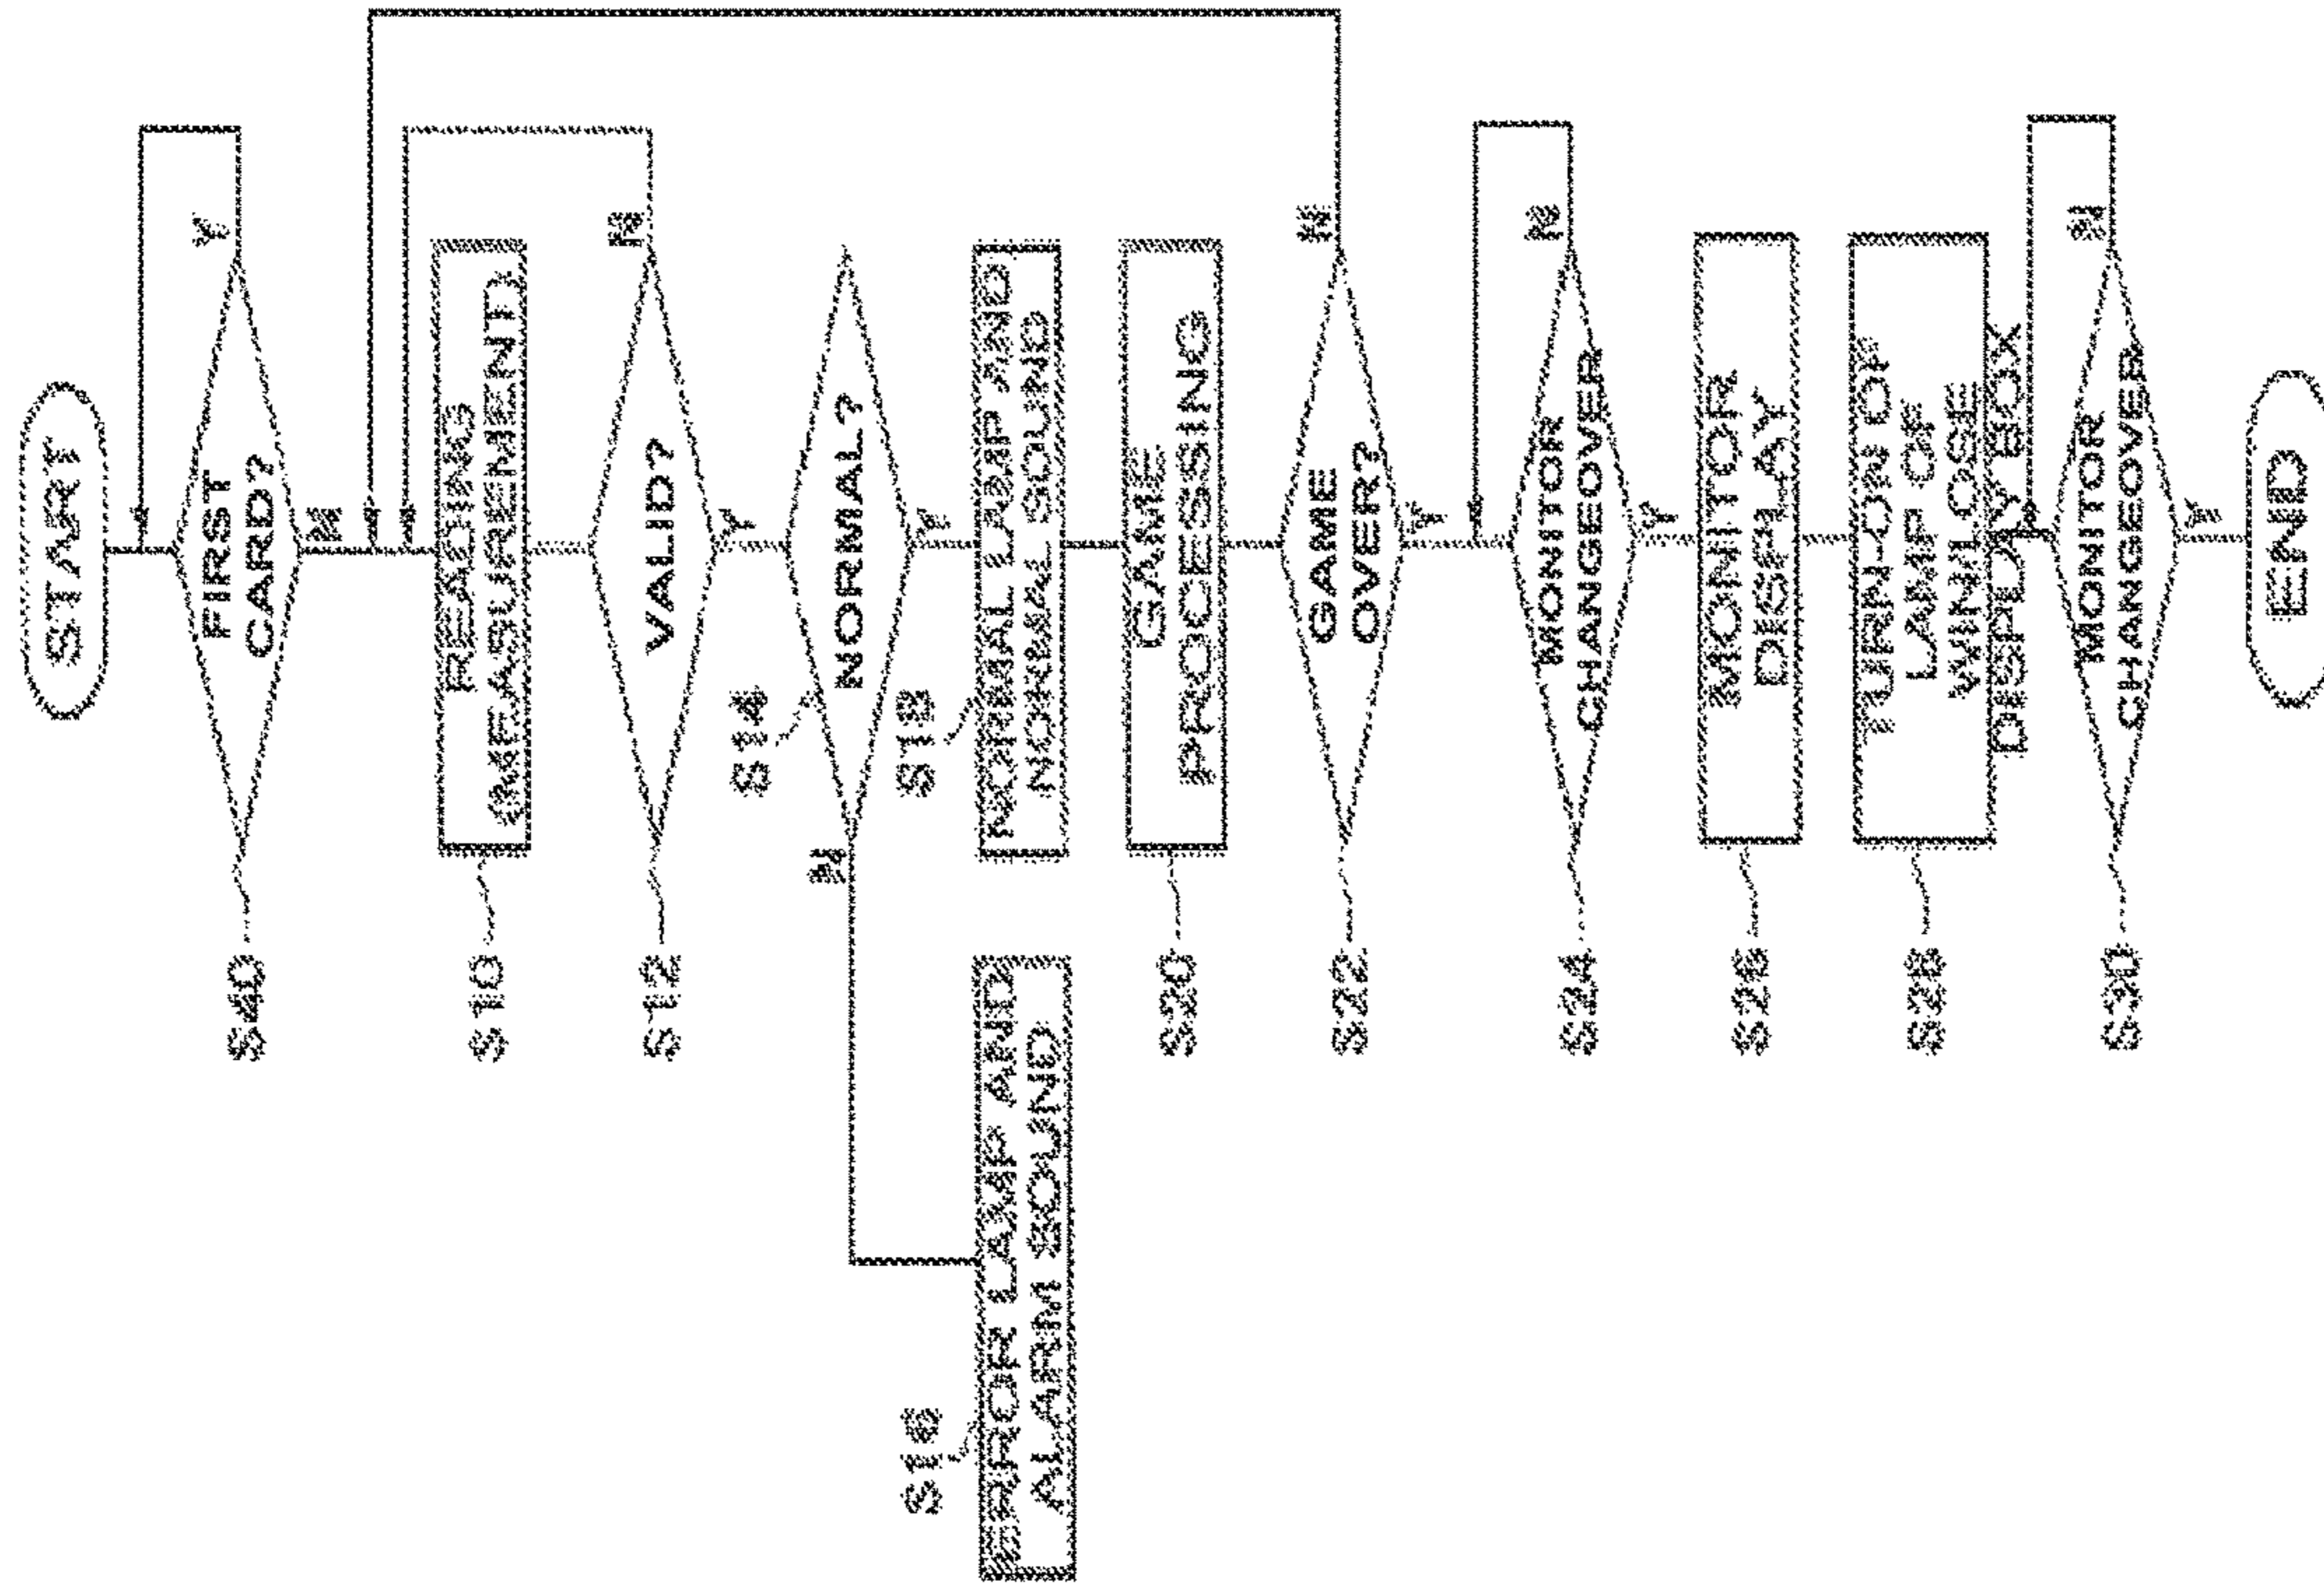 START
FIRST
CARD?
Y
N
S40
READING
(MEASUREMENT)
S10
VALID?
N
Y
S12
NORMAL?
S14
N
Y
ERROR LAMP AND
ALARM SOUND
S16
NORMAL LAMP AND
NORMAL SOUND
S18
GAME
PROCESSING
S20
GAME
OVER?
N
Y
S22
MONITOR
CHANGEOVER
N
Y
S24
MONITOR
DISPLAY
S26
TURN-ON OF
LAMP OF
WIN/LOSE
DISPLAY BOX
S28
MONITOR
CHANGEOVER
N
Y
S30
END